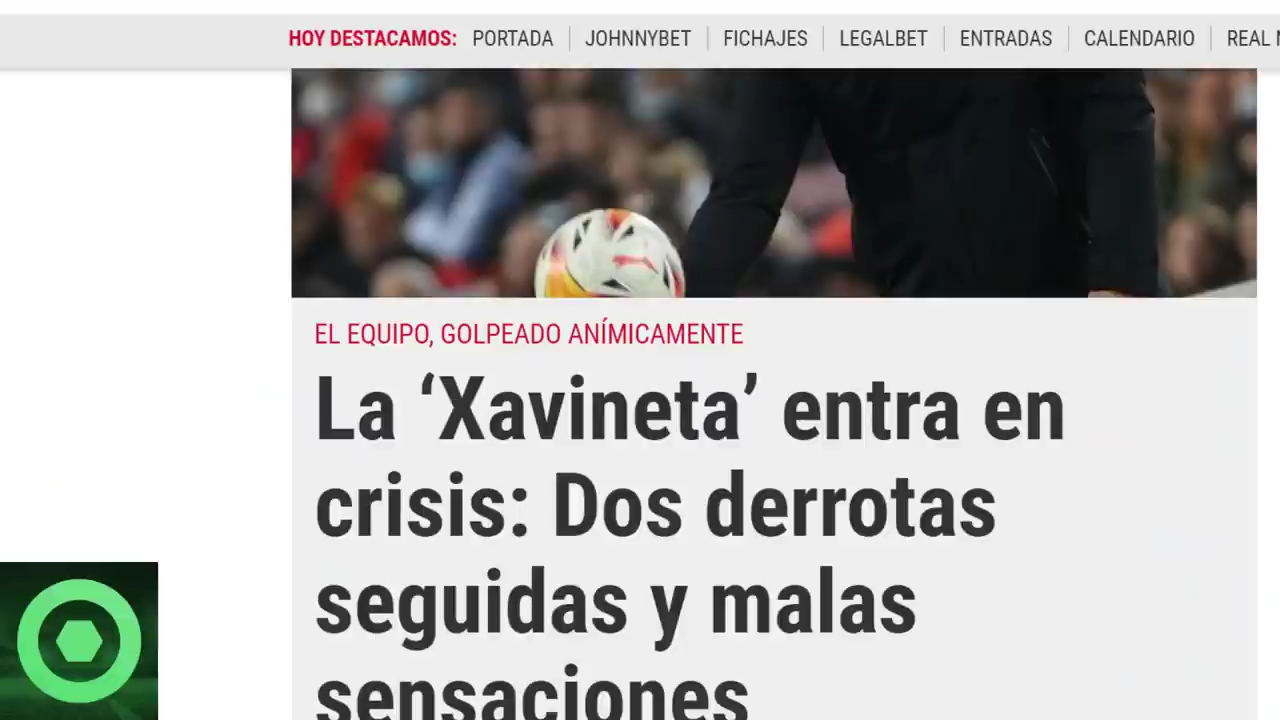 HOY DESTACAMOS: PORTADA JOHNNYBET FICHAJES LEGALBET ENTRADAS CALENDARIO REAL
EL EQUIPO, GOLPEADO ANÍMICAMENTE
La ‘Xavineta’ entra en
crisis: Dos derrotas
seguidas y malas
sensaciones